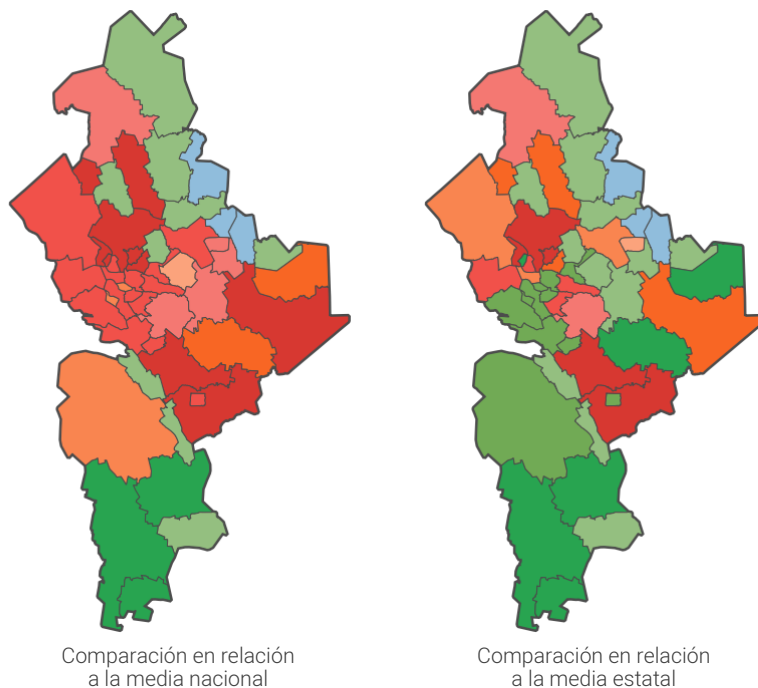 Comparación en relación
a la media nacional
Comparación en relación
a la media estatal